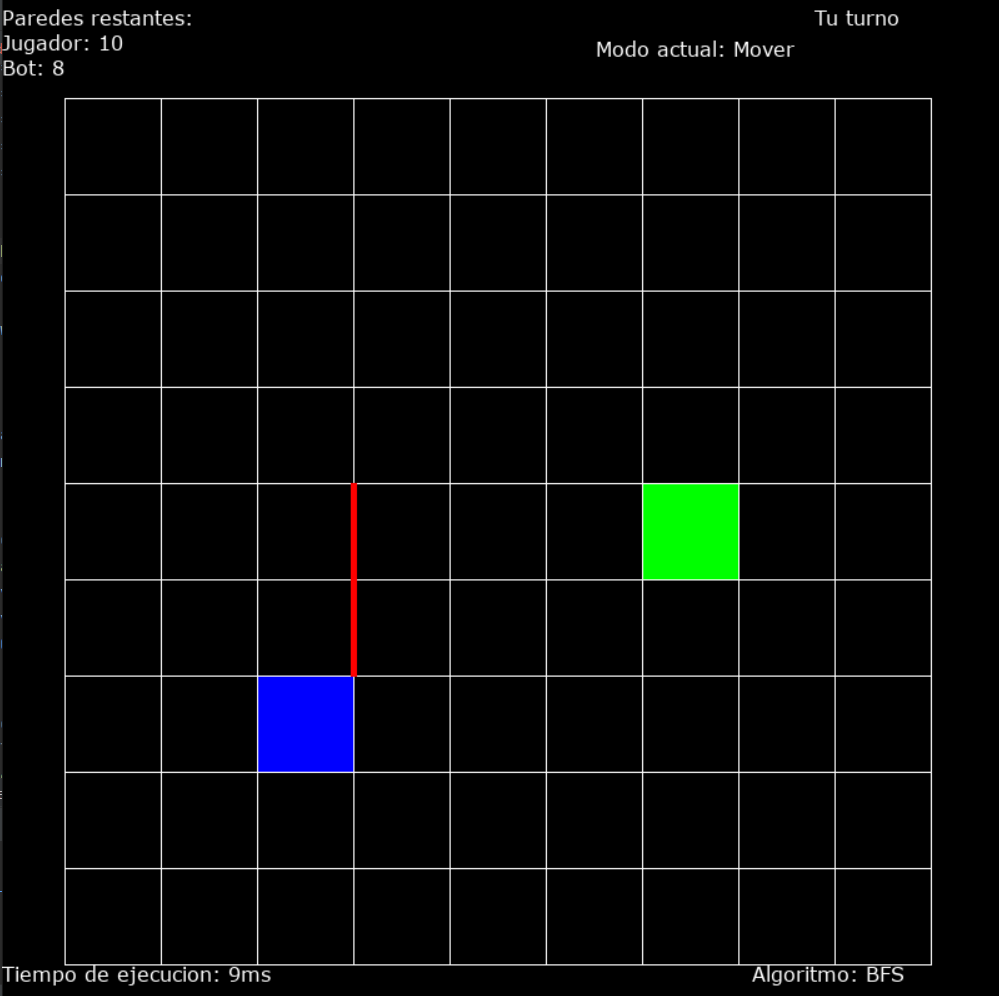 Paredes restantes:
Tu turno
Jugador: 10
Modo actual: Mover
Bot: 8
Tiempo de ejecucion: 9ms
Algoritmo: BFS